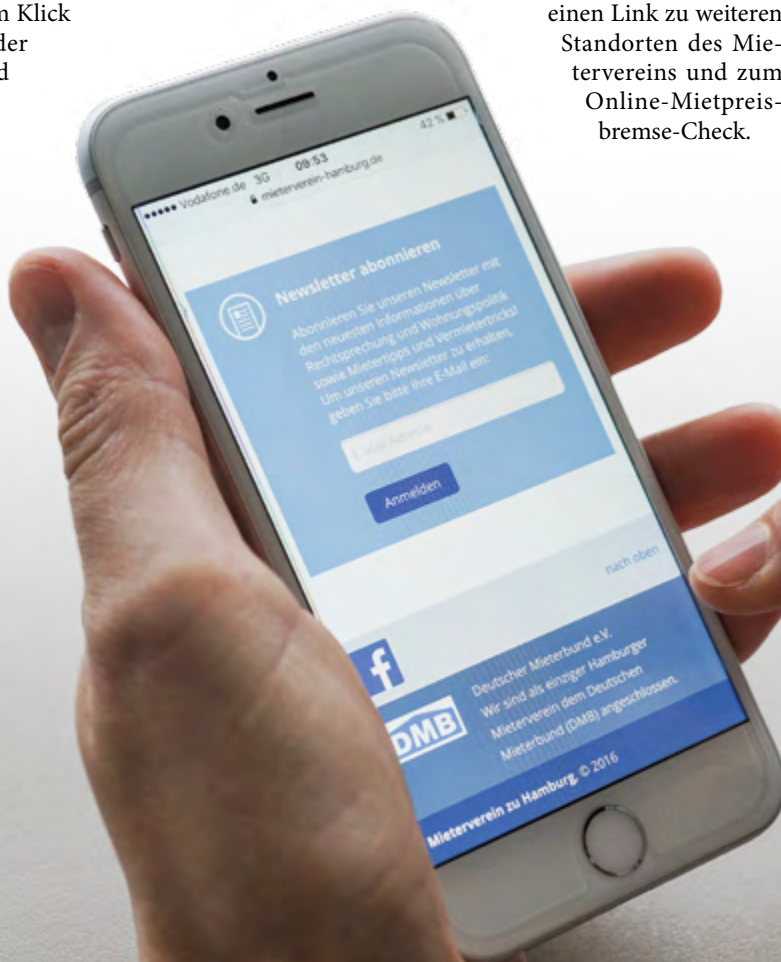 m Klick
der
d
einen Link zu weiteren
Standorten des Mie-
tervereins und zum
Online-Mietpreis-
bremse-Check.
Vodafone.de 3G 09:53 42 %
mieterverein-hamburg.de
Newsletter abonnieren
Abonnieren Sie unseren Newsletter mit
den neuesten Informationen über
Rechtsprechung und Wohnungspolitik
sowie Mietertipps und Vermietertricks!
Um unseren Newsletter zu erhalten,
geben Sie bitte Ihre E-Mail ein:
E-Mail Adresse
Anmelden
nach oben
f
DMB
Deutscher Mieterbund e.V.
Wir sind als einziger Hamburger
Mieterverein dem Deutschen
Mieterbund (DMB) angeschlossen.
Mieterverein zu Hamburg, © 2016